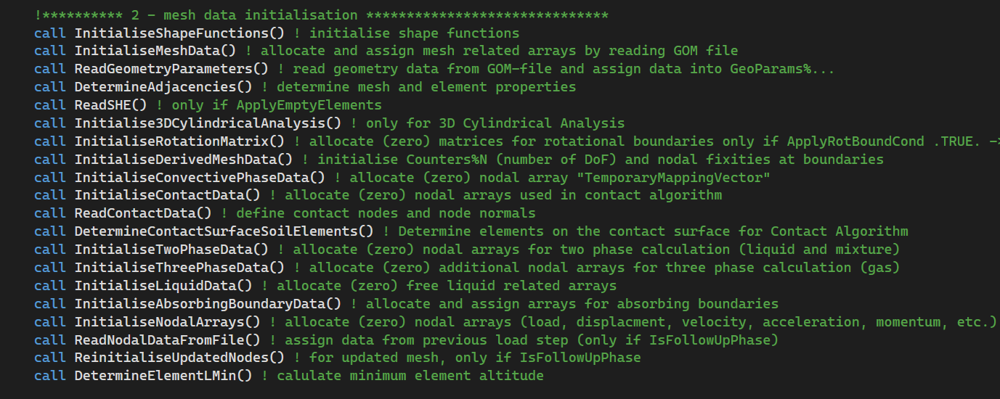 !********** 2 - mesh data initialisation ******************************
call InitialiseShapeFunctions() ! initialise shape functions
call InitialiseMeshData() ! allocate and assign mesh related arrays by reading GOM file
call ReadGeometryParameters() ! read geometry data from GOM-file and assign data into GeoParams%...
call DetermineAdjacencies() ! determine mesh and element properties
call ReadSHE() ! only if ApplyEmptyElements
call Initialise3DCylindricalAnalysis() ! only for 3D Cylindrical Analysis
call InitialiseRotationMatrix() ! allocate (zero) matrices for rotational boundaries only if ApplyRotBoundCond .TRUE. ->
call InitialiseDerivedMeshData() ! initialise Counters%N (number of DoF) and nodal fixities at boundaries
call InitialiseConvectivePhaseData() ! allocate (zero) nodal array "TemporaryMappingVector"
call InitialiseContactData() ! allocate (zero) nodal arrays used in contact algorithm
call ReadContactData() ! define contact nodes and node normals
call DetermineContactSurfaceSoilElements() ! Determine elements on the contact surface for Contact Algorithm
call InitialiseTwoPhaseData() ! allocate (zero) nodal arrays for two phase calculation (liquid and mixture)
call InitialiseThreePhaseData() ! allocate (zero) additional nodal arrays for three phase calculation (gas)
call InitialiseLiquidData() ! allocate (zero) free liquid related arrays
call InitialiseAbsorbingBoundaryData() ! allocate and assign arrays for absorbing boundaries
call InitialiseNodalArrays() ! allocate (zero) nodal arrays (load, displacment, velocity, acceleration, momentum, etc.)
call ReadNodalDataFromFile() ! assign data from previous load step (only if IsFollowUpPhase)
call ReinitialiseUpdatedNodes() ! for updated mesh, only if IsFollowUpPhase
call DetermineElementLMin() ! calulate minimum element altitude